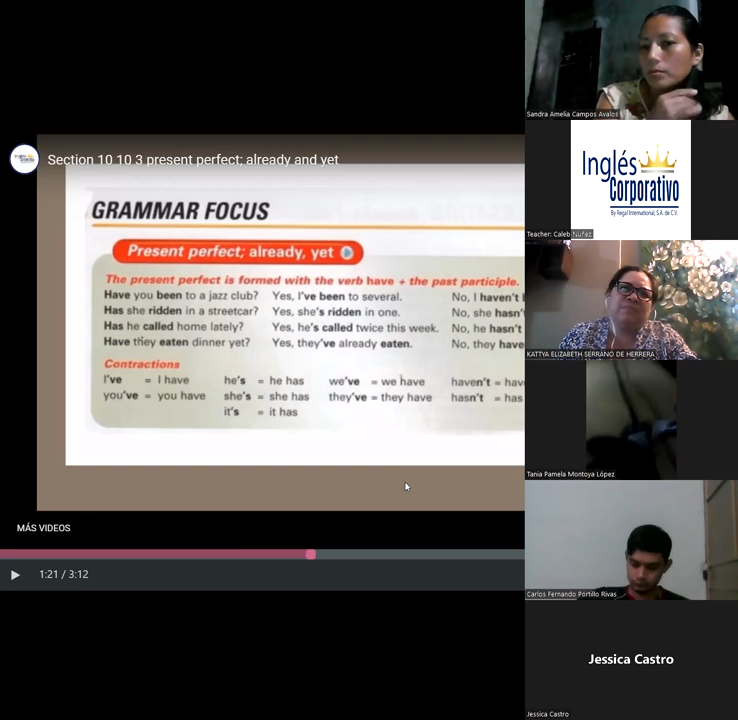 Section 10 10 3 present perfect; already and yet
GRAMMAR FOCUS
Present perfect; already, yet
The present perfect is formed with the verb have + the past participle.
Have you been to a jazz club? Yes, I've been to several. No, I haven't
Has she ridden in a streetcar? Yes, she's ridden in one. No, she hasn'
Has he called home lately? Yes, he's called twice this week. No, he hasn't
Have they eaten dinner yet? Yes, they've already eaten. No, they have
Contractions
I've = I have he's = he has we've = we have haven't = hav
you've = you have she's = she has they've = they have hasn't = has
it's = it has
MÁS VIDEOS
1:21 / 3:12
Sandra Amelia Campos Avalos
Inglés
Corporativo
By Regal International, S.A. de C.V.
Teacher: Caleb Nuñez
KATTYA ELIZABETH SERRANO DE HERRERA
Tania Pamela Montoya López
Carlos Fernando Portillo Rivas
Jessica Castro
Jessica Castro